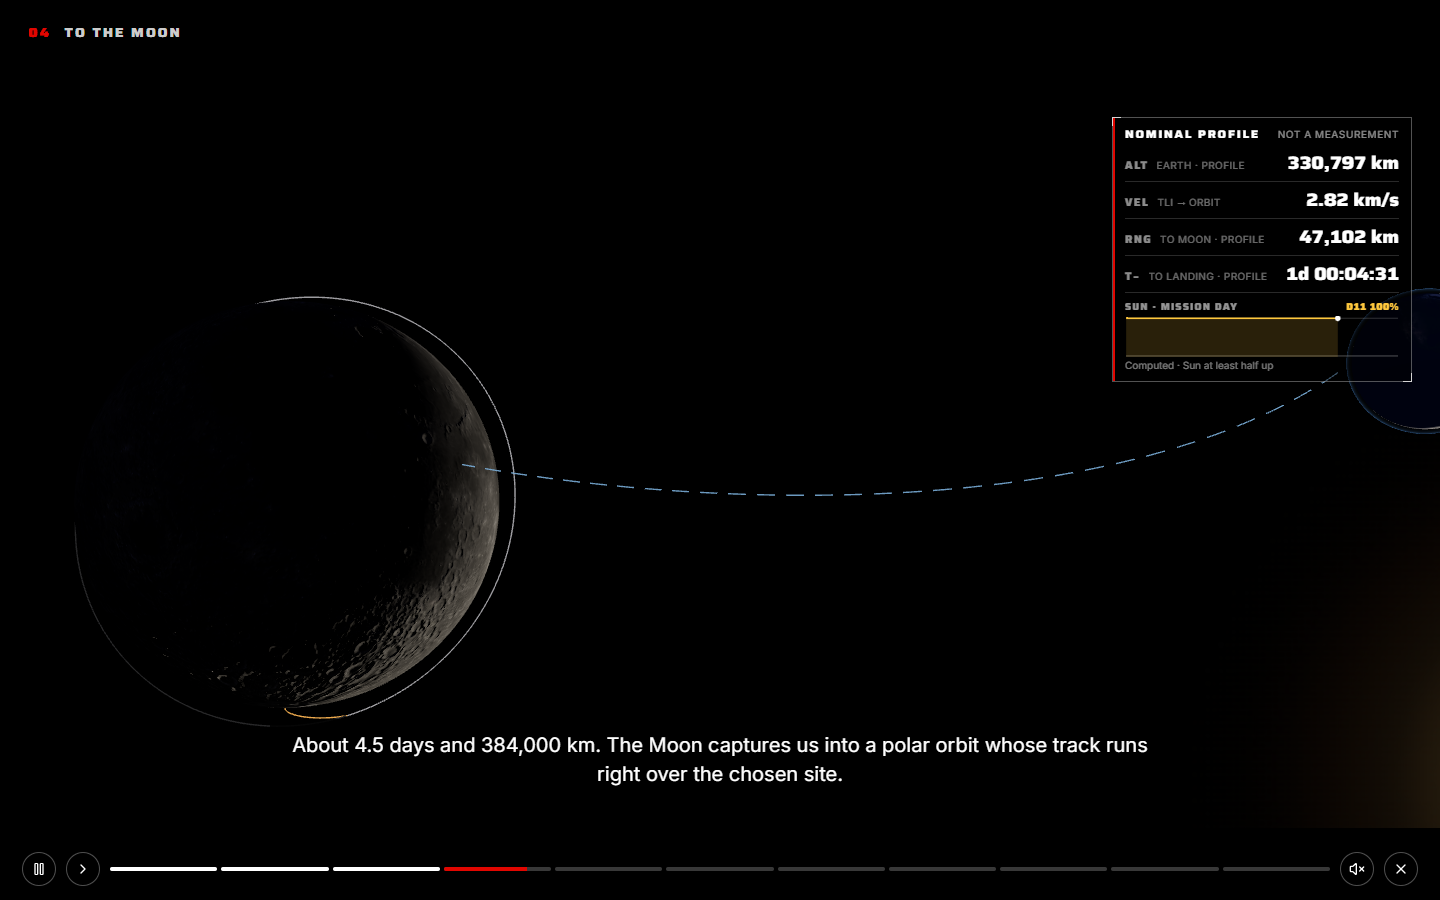 04 TO THE MOON
NOMINAL PROFILE NOT A MEASUREMENT
ALT EARTH · PROFILE 330,797 km
VEL TLI → ORBIT 2.82 km/s
RNG TO MOON · PROFILE 47,102 km
T- TO LANDING · PROFILE 1d 00:04:31
SUN · MISSION DAY D11 100%
Computed · Sun at least half up
About 4.5 days and 384,000 km. The Moon captures us into a polar orbit whose track runs
right over the chosen site.